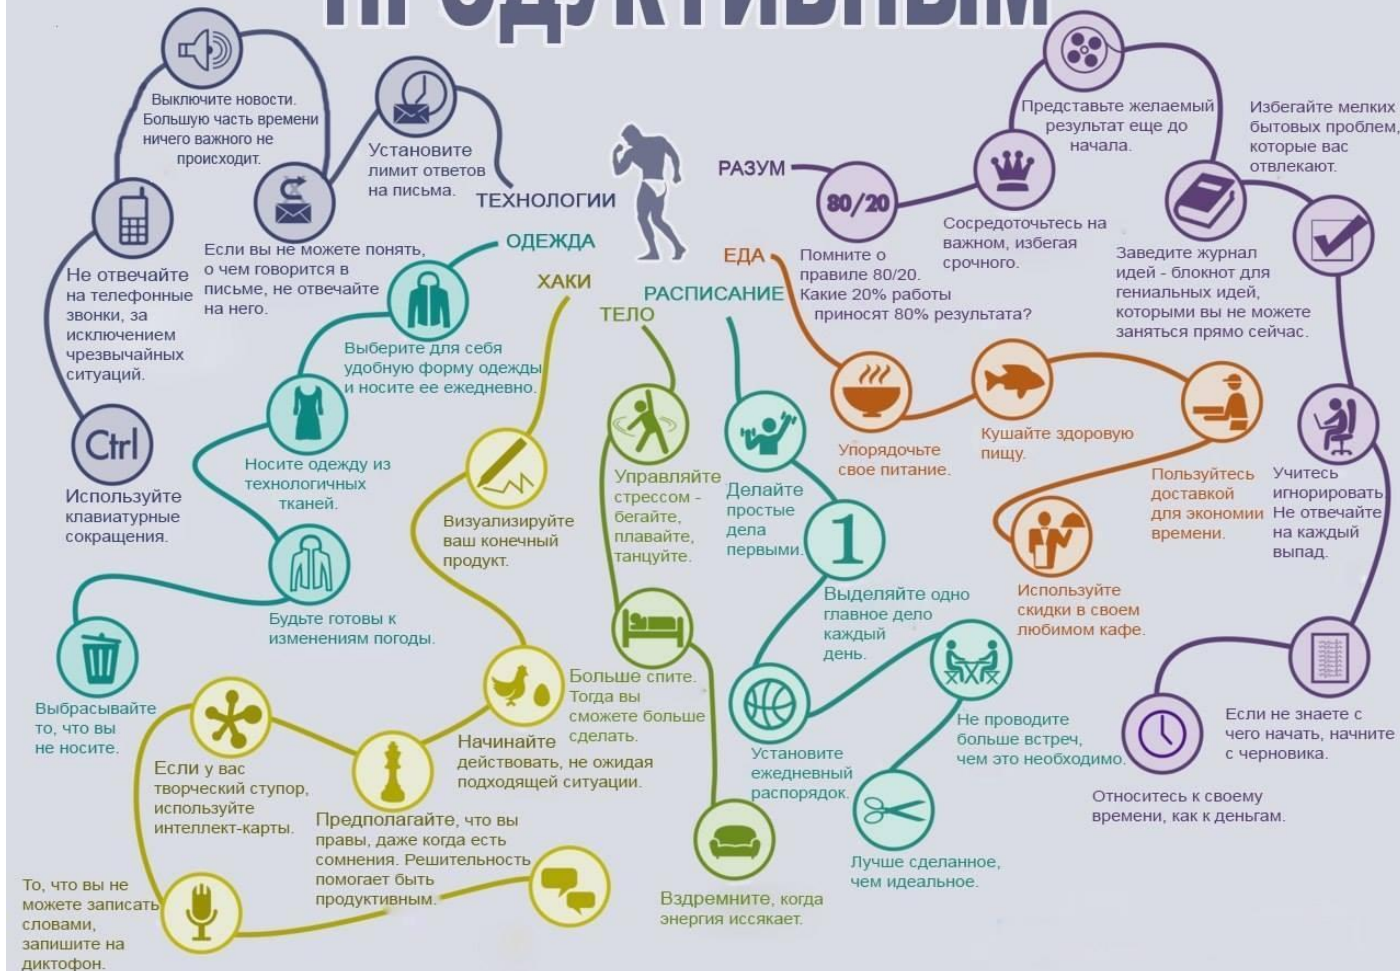 ПРОДУКТИВНЫМ
Выключите новости.
Большую часть времени
ничего важного не
происходит.
Установите
лимит ответов
на письма.
ТЕХНОЛОГИИ
Если вы не можете понять,
о чем говорится в
письме, не отвечайте
на него.
Не отвечайте
на телефонные
звонки, за
исключением
чрезвычайных
ситуаций.
Ctrl
Используйте
клавиатурные
сокращения.
ОДЕЖДА
Выберите для себя
удобную форму одежды
и носите ее ежедневно.
Носите одежду из
технологичных
тканей.
Будьте готовы к
изменениям погоды.
Выбрасывайте
то, что вы
не носите.
ХАКИ
Визуализируйте
ваш конечный
продукт.
Начинайте
действовать, не ожидая
подходящей ситуации.
Предполагайте, что вы
правы, даже когда есть
сомнения. Решительность
помогает быть
продуктивным.
Если у вас
творческий ступор,
используйте
интеллект-карты.
То, что вы не
можете записать
словами,
запишите на
диктофон.
ТЕЛО
Управляйте
стрессом -
бегайте,
плавайте,
танцуйте.
Больше спите.
Тогда вы
сможете больше
сделать.
Вздремните, когда
энергия иссякает.
РАСПИСАНИЕ
Делайте
простые
дела
первыми.
1
Выделяйте одно
главное дело
каждый
день.
Установите
ежедневный
распорядок.
Не проводите
больше встреч,
чем это необходимо.
Лучше сделанное,
чем идеальное.
ЕДА
Упорядочьте
свое питание.
Кушайте здоровую
пищу.
Пользуйтесь
доставкой
для экономии
времени.
Используйте
скидки в своем
любимом кафе.
РАЗУМ
80/20
Помните о
правиле 80/20.
Какие 20% работы
приносят 80% результата?
Сосредоточьтесь на
важном, избегая
срочного.
Представьте желаемый
результат еще до
начала.
Заведите журнал
идей - блокнот для
гениальных идей,
которыми вы не можете
заняться прямо сейчас.
Избегайте мелких
бытовых проблем,
которые вас
отвлекают.
Учитесь
игнорировать
Не отвечайте
на каждый
выпад.
Если не знаете с
чего начать, начните
с черновика.
Относитесь к своему
времени, как к деньгам.